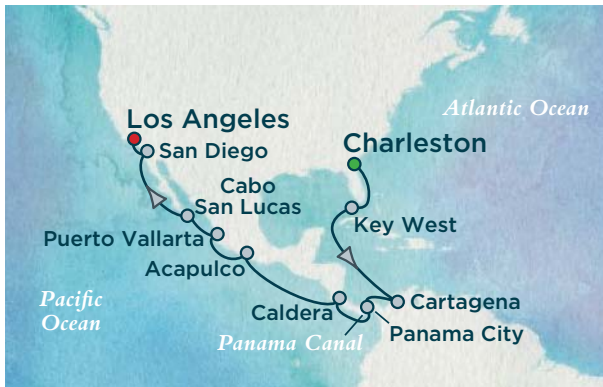 Atlantic Ocean
Los Angeles
Charleston
San Diego
Cabo
San Lucas
Key West
Puerto Vallarta
Acapulco
Pacific
Ocean
Caldera
Cartagena
Panama City
Panama Canal